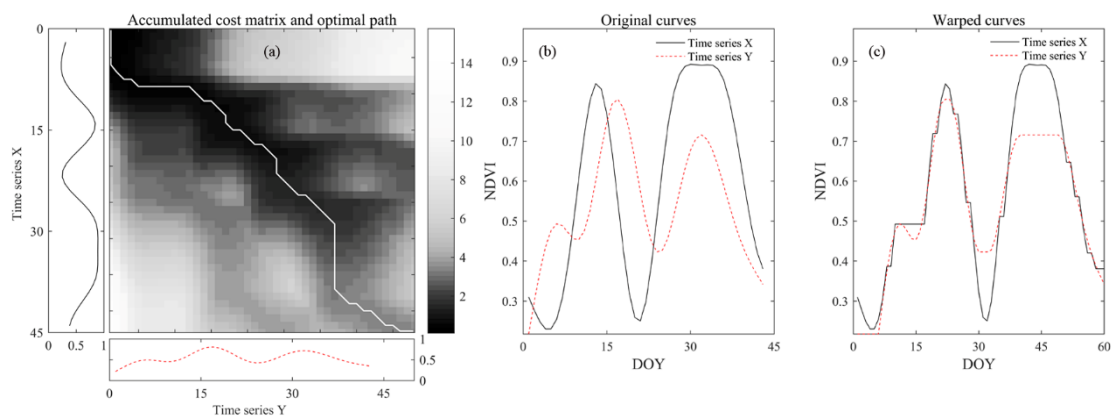 Accumulated cost matrix and optimal path
(a)
0
15
30
45
Time series X
0 0.5 1
14
12
10
8
6
4
2
1
0.5
0
1
0.5
0
0 15 30 45
Time series Y
Original curves
(b)
Time series X
Time series Y
0.9
0.8
0.7
0.6
0.5
0.4
0.3
NDVI
0 15 30 45
DOY
Warped curves
(c)
Time series X
Time series Y
0.9
0.8
0.7
0.6
0.5
0.4
0.3
NDVI
0 15 30 45 60
DOY